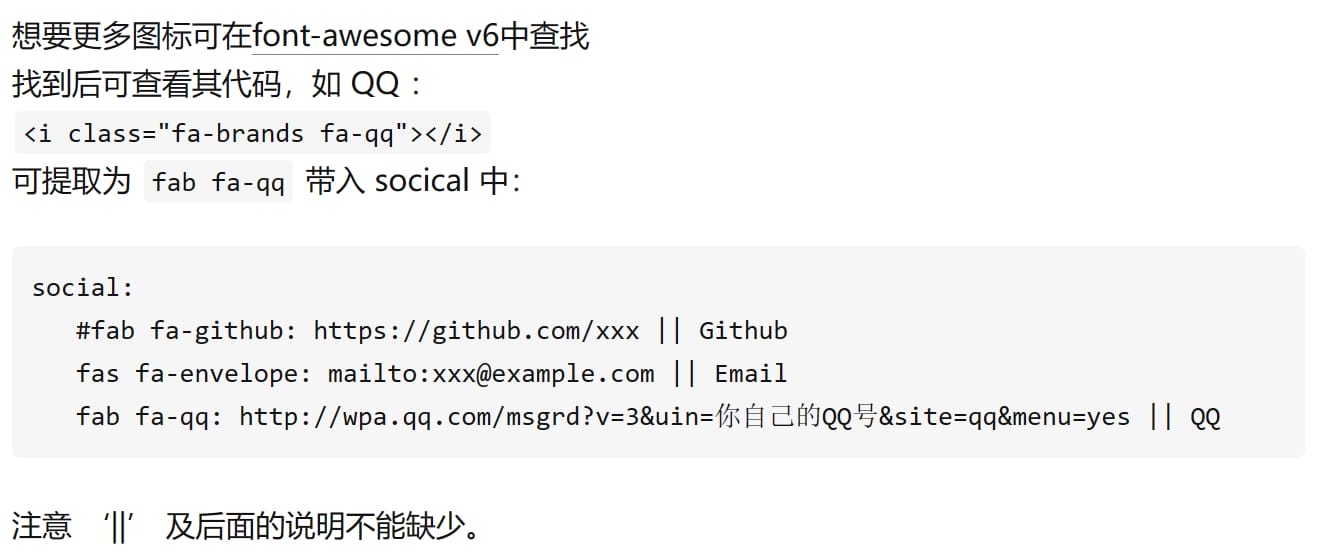 想要更多图标可在font-awesome v6中查找
找到后可查看其代码，如 QQ ：
<i class="fa-brands fa-qq"></i>
可提取为 fab fa-qq 带入 socical 中：
social:
   #fab fa-github: https://github.com/xxx || Github
   fas fa-envelope: mailto:xxx@example.com || Email
   fab fa-qq: http://wpa.qq.com/msgrd?v=3&uin=你自己的QQ号&site=qq&menu=yes || QQ
注意 ‘||’ 及后面的说明不能缺少。